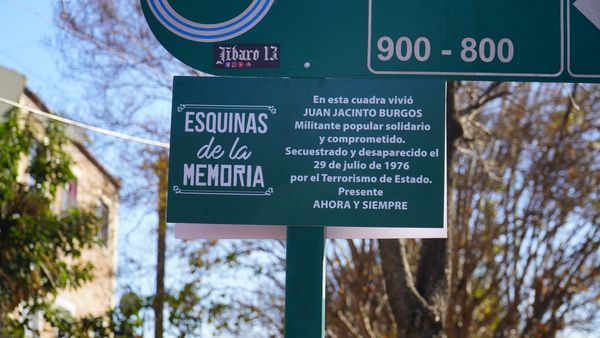 Jíbaro 13
900 - 800
ESQUINAS
de la
MEMORIA
En esta cuadra vivió
JUAN JACINTO BURGOS
Militante popular solidario
y comprometido.
Secuestrado y desaparecido el
29 de julio de 1976
por el Terrorismo de Estado.
Presente
AHORA Y SIEMPRE